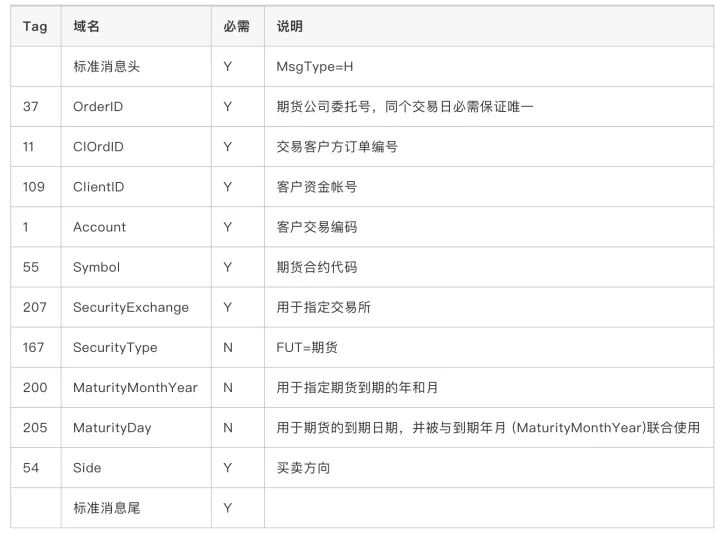 Tag 域名 必需 说明
标准消息头 Y MsgType=H
37 OrderID Y 期货公司委托号，同个交易日必需保证唯一
11 ClOrdID Y 交易客户方订单编号
109 ClientID Y 客户资金帐号
1 Account Y 客户交易编码
55 Symbol Y 期货合约代码
207 SecurityExchange Y 用于指定交易所
167 SecurityType N FUT=期货
200 MaturityMonthYear N 用于指定期货到期的年和月
205 MaturityDay N 用于期货的到期日期，并被与到期年月 (MaturityMonthYear)联合使用
54 Side Y 买卖方向
标准消息尾 Y